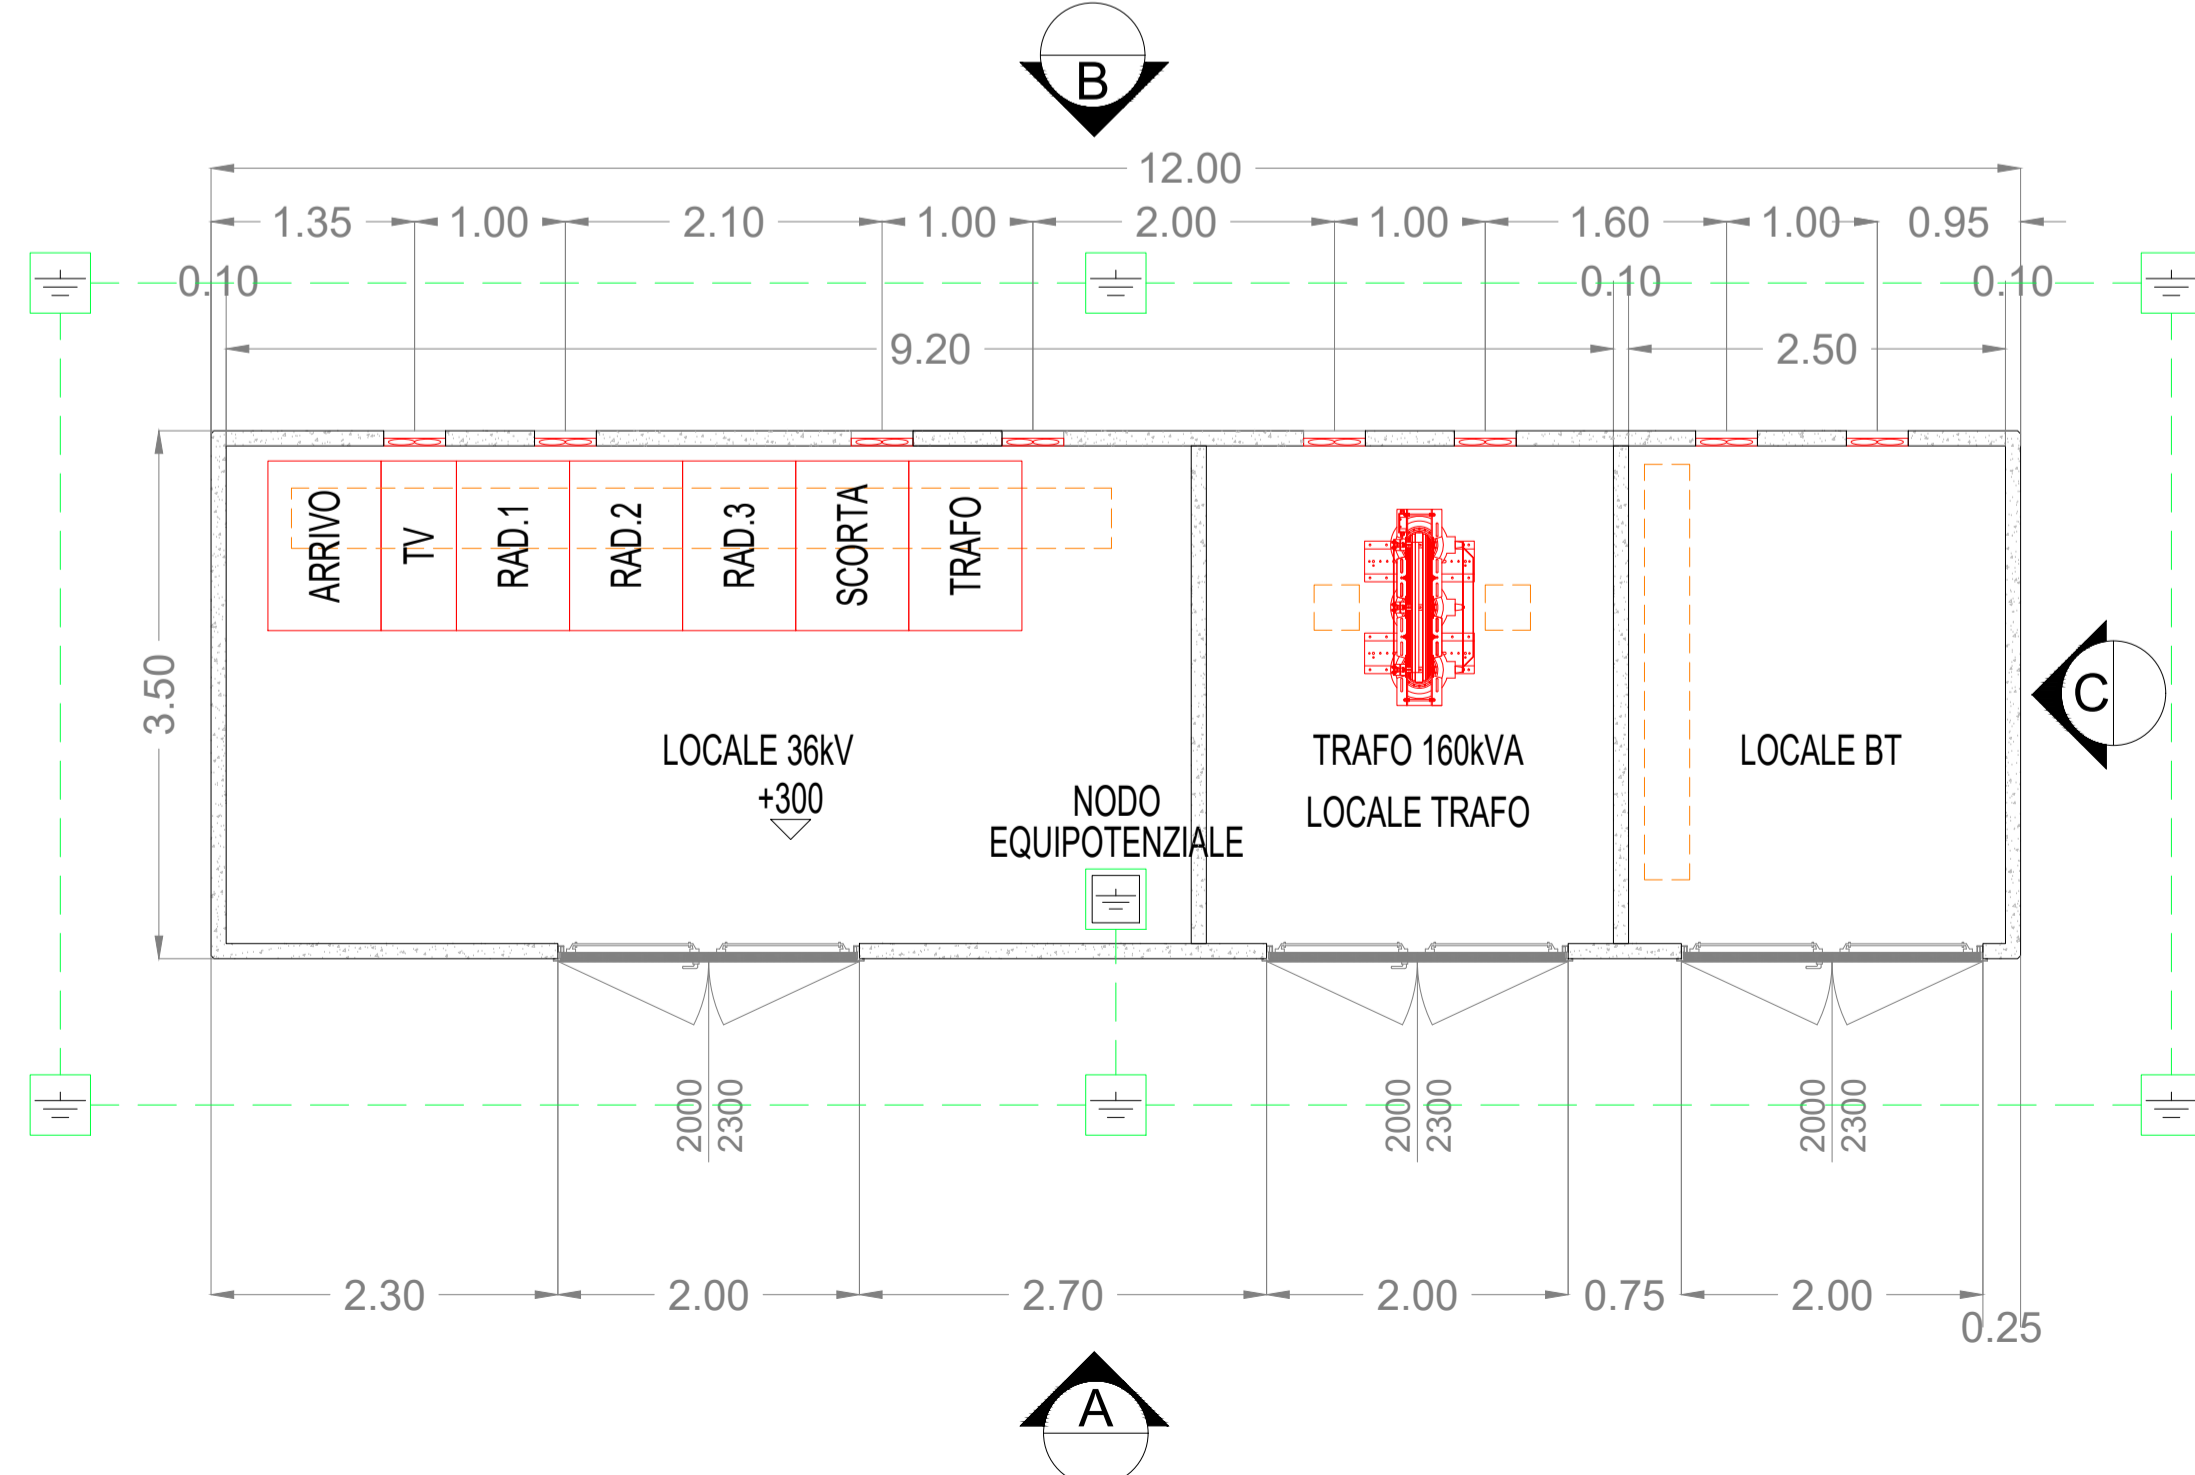 B
12.00
1.35 1.00 2.10 1.00 2.00 1.00 1.60 1.00 0.95
0.10 0.10 0.10
9.20 2.50
3.50
ARRIVO
TV
RAD.1
RAD.2
RAD.3
SCORTA
TRAFO
LOCALE 36kV
+300
NODO
EQUIPOTENZIALE
TRAFO 160kVA
LOCALE TRAFO
LOCALE BT
C
2000
2300
2000
2300
2000
2300
2.30 2.00 2.70 2.00 0.75 2.00
0.25
A